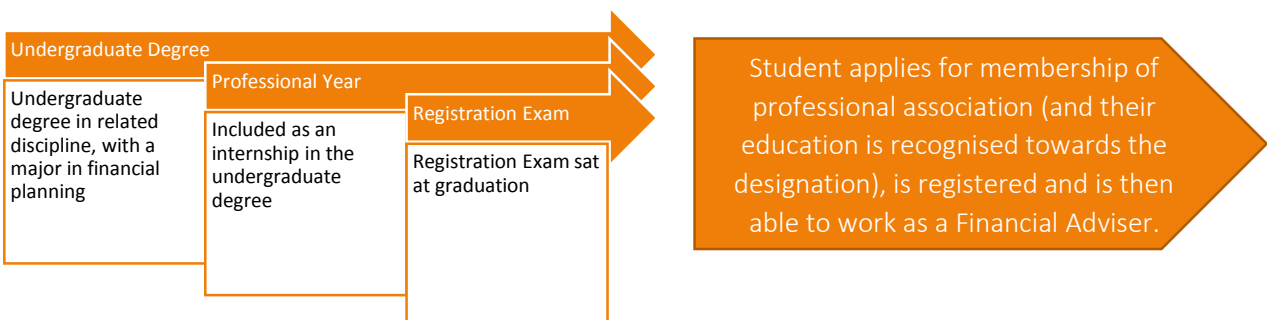 Undergraduate Degree
Undergraduate
degree in related
discipline, with a
major in financial
planning
Professional Year
Included as an
internship in the
undergraduate
degree
Registration Exam
Registration Exam sat
at graduation
Student applies for membership of
professional association (and their
education is recognised towards the
designation), is registered and is then
able to work as a Financial Adviser.